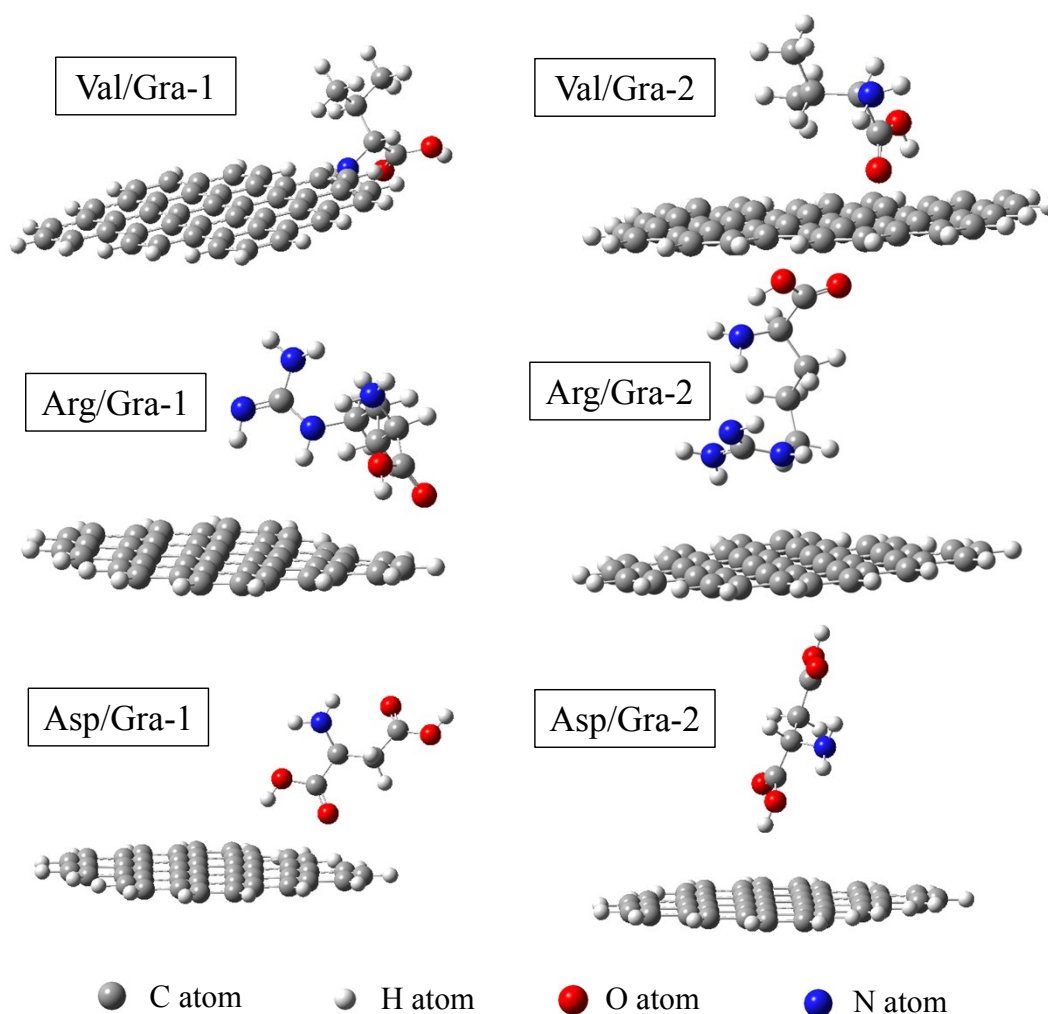 Val/Gra-1
Val/Gra-2
Arg/Gra-1
Arg/Gra-2
Asp/Gra-1
Asp/Gra-2
C atom
H atom
O atom
N atom